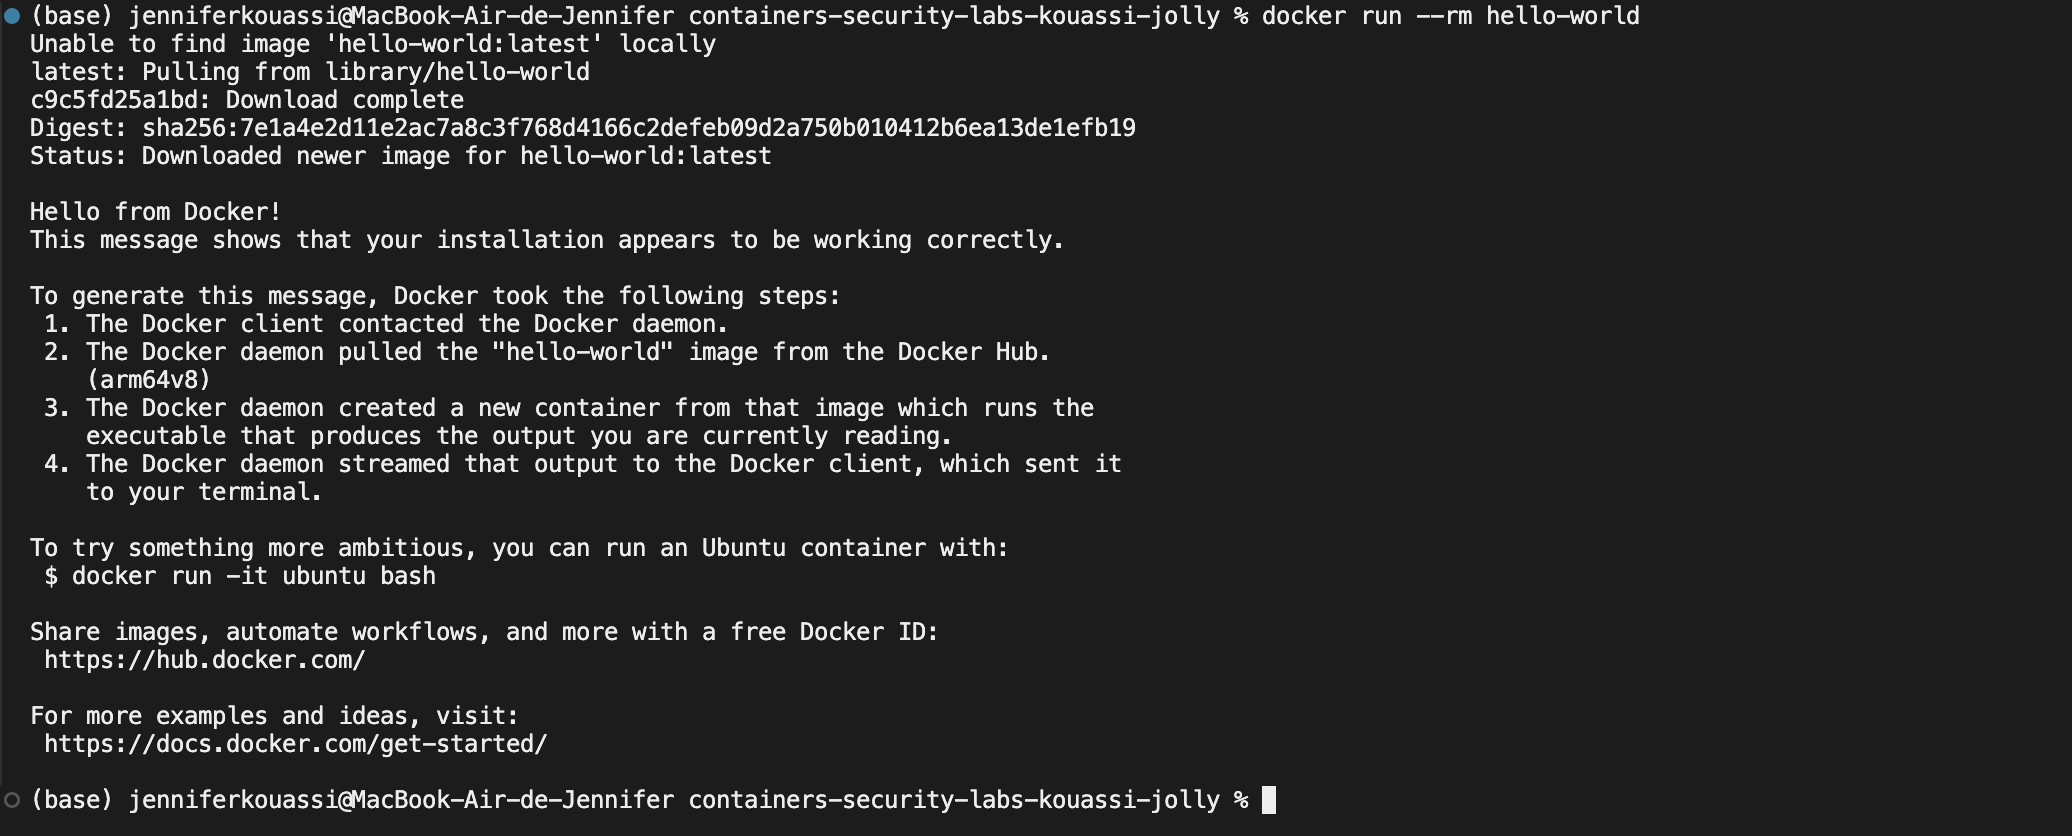 (base) jenniferkouassi@MacBook-Air-de-Jennifer containers-security-labs-kouassi-jolly % docker run --rm hello-world
Unable to find image 'hello-world:latest' locally
latest: Pulling from library/hello-world
c9c5fd25a1bd: Download complete
Digest: sha256:7e1a4e2d11e2ac7a8c3f768d4166c2defeb09d2a750b010412b6ea13de1efb19
Status: Downloaded newer image for hello-world:latest

Hello from Docker!
This message shows that your installation appears to be working correctly.

To generate this message, Docker took the following steps:
 1. The Docker client contacted the Docker daemon.
 2. The Docker daemon pulled the "hello-world" image from the Docker Hub.
    (arm64v8)
 3. The Docker daemon created a new container from that image which runs the
    executable that produces the output you are currently reading.
 4. The Docker daemon streamed that output to the Docker client, which sent it
    to your terminal.

To try something more ambitious, you can run an Ubuntu container with:
 $ docker run -it ubuntu bash

Share images, automate workflows, and more with a free Docker ID:
 https://hub.docker.com/

For more examples and ideas, visit:
 https://docs.docker.com/get-started/

(base) jenniferkouassi@MacBook-Air-de-Jennifer containers-security-labs-kouassi-jolly %